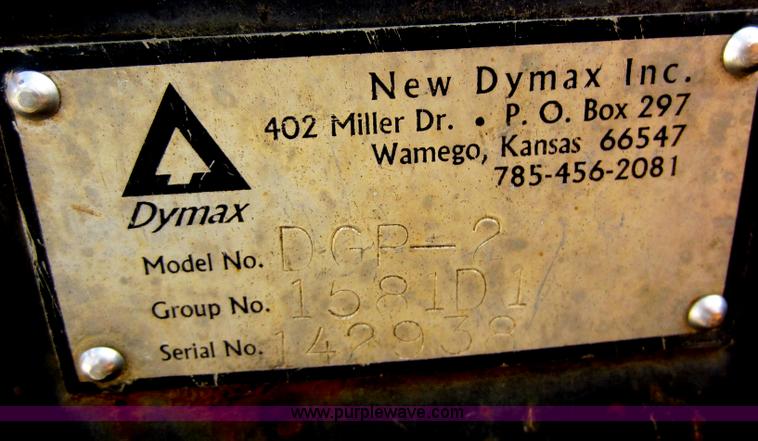 New Dymax Inc.
402 Miller Dr. • P. O. Box 297
Wamego, Kansas 66547
785-456-2081
Dymax
Model No. DGP-2
Group No. 1581D1
Serial No. 142938
www.purplewave.com